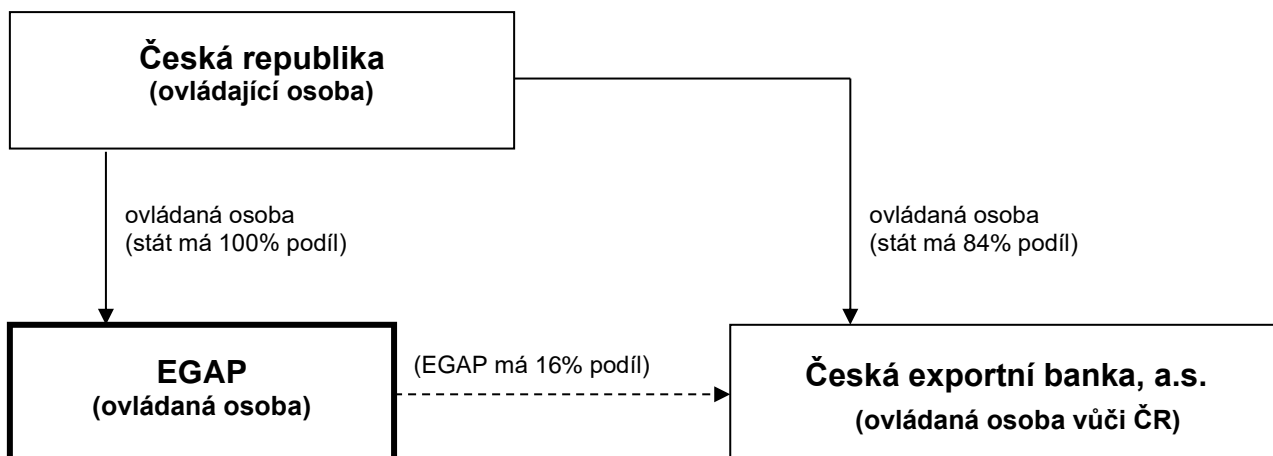 Česká republika
(ovládající osoba)
ovládaná osoba
(stát má 100% podíl)
ovládaná osoba
(stát má 84% podíl)
EGAP
(ovládaná osoba)
(EGAP má 16% podíl)
Česká exportní banka, a.s.
(ovládaná osoba vůči ČR)